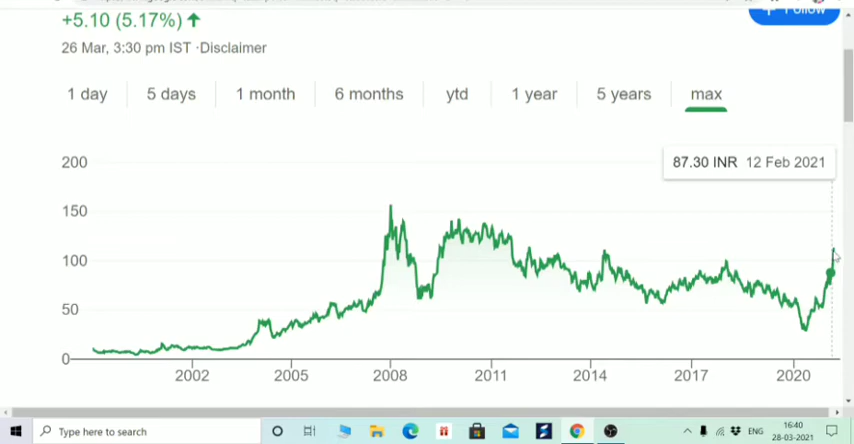 + Follow
+5.10 (5.17%)
26 Mar, 3:30 pm IST ·Disclaimer
1 day 5 days 1 month 6 months ytd 1 year 5 years max
87.30 INR 12 Feb 2021
200
150
100
50
0
2002 2005 2008 2011 2014 2017 2020
Type here to search
ENG
16:40
28-03-2021